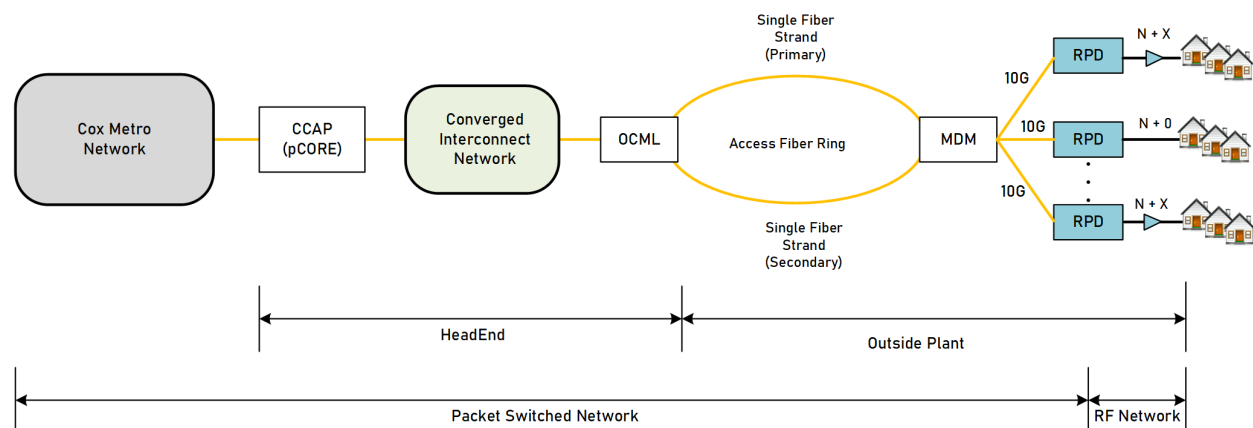 Cox Metro
Network
CCAP
(pCORE)
Converged
Interconnect
Network
OCML
Single Fiber
Strand
(Primary)
Access Fiber Ring
Single Fiber
Strand
(Secondary)
MDM
10G
10G
10G
RPD
N + X
RPD
N + 0
RPD
N + X
HeadEnd
Outside Plant
Packet Switched Network
RF Network